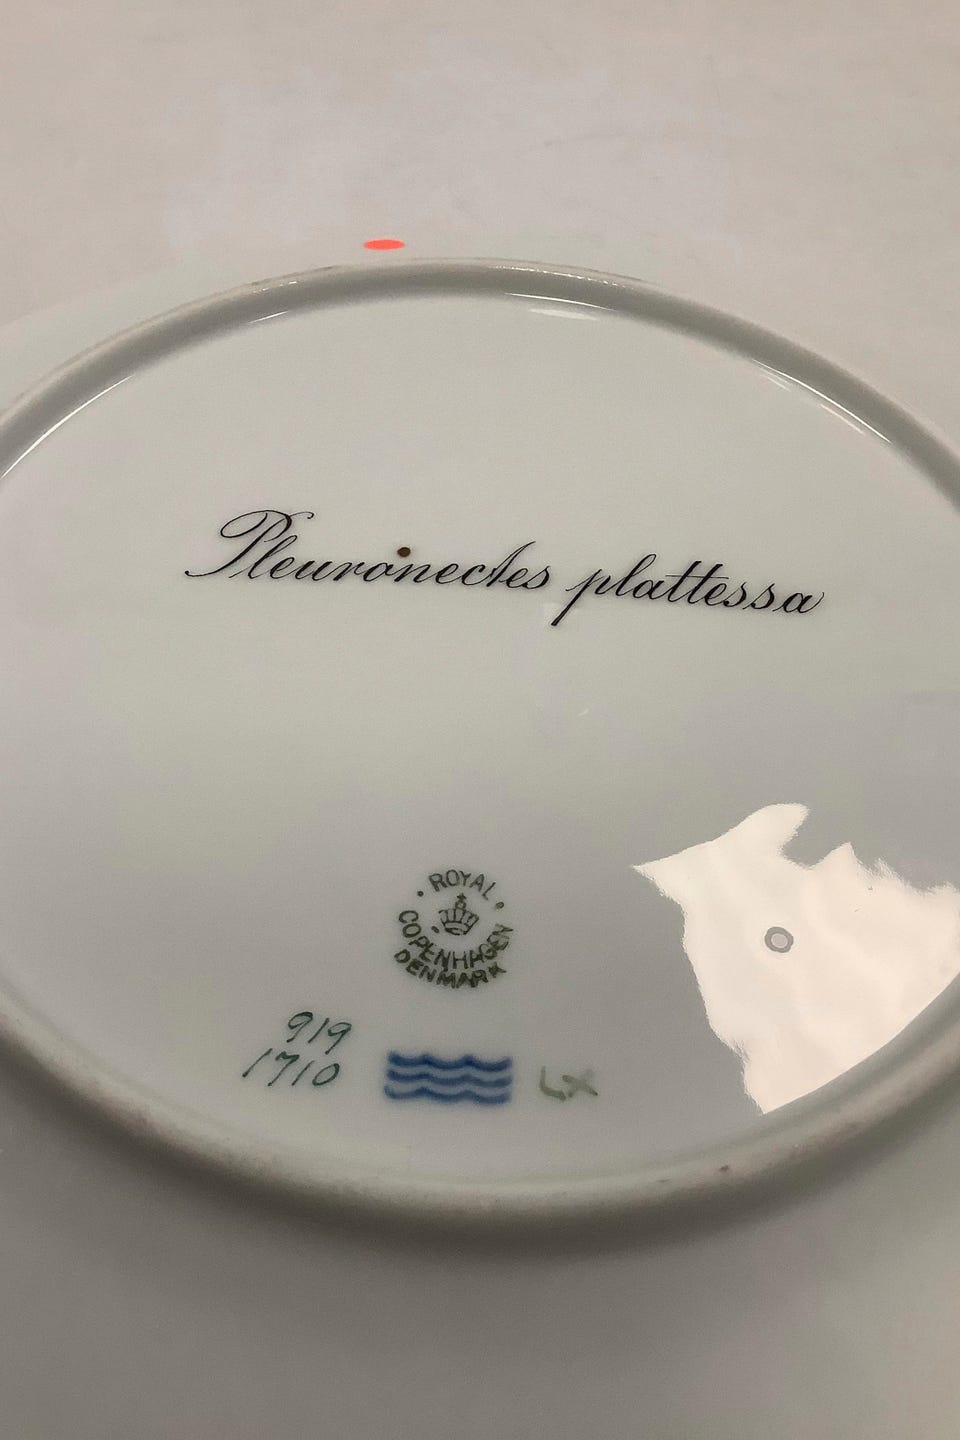 Pleuronectes plattessa
ROYAL
COPENHAGEN
DENMARK
919
1710
LX